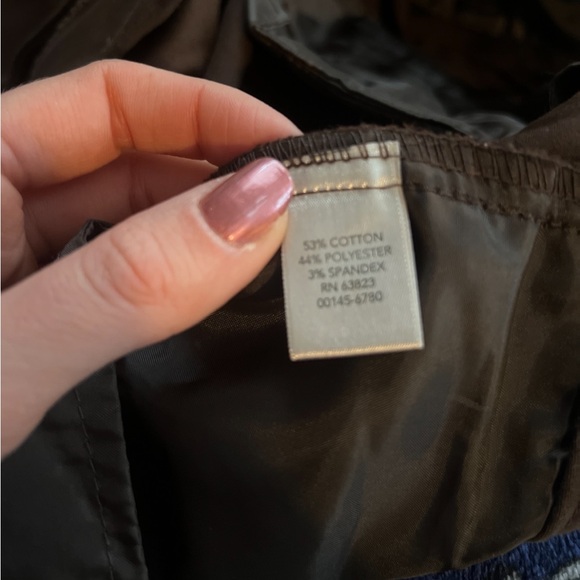 53% COTTON
44% POLYESTER
3% SPANDEX
RN 63823
00145-6780